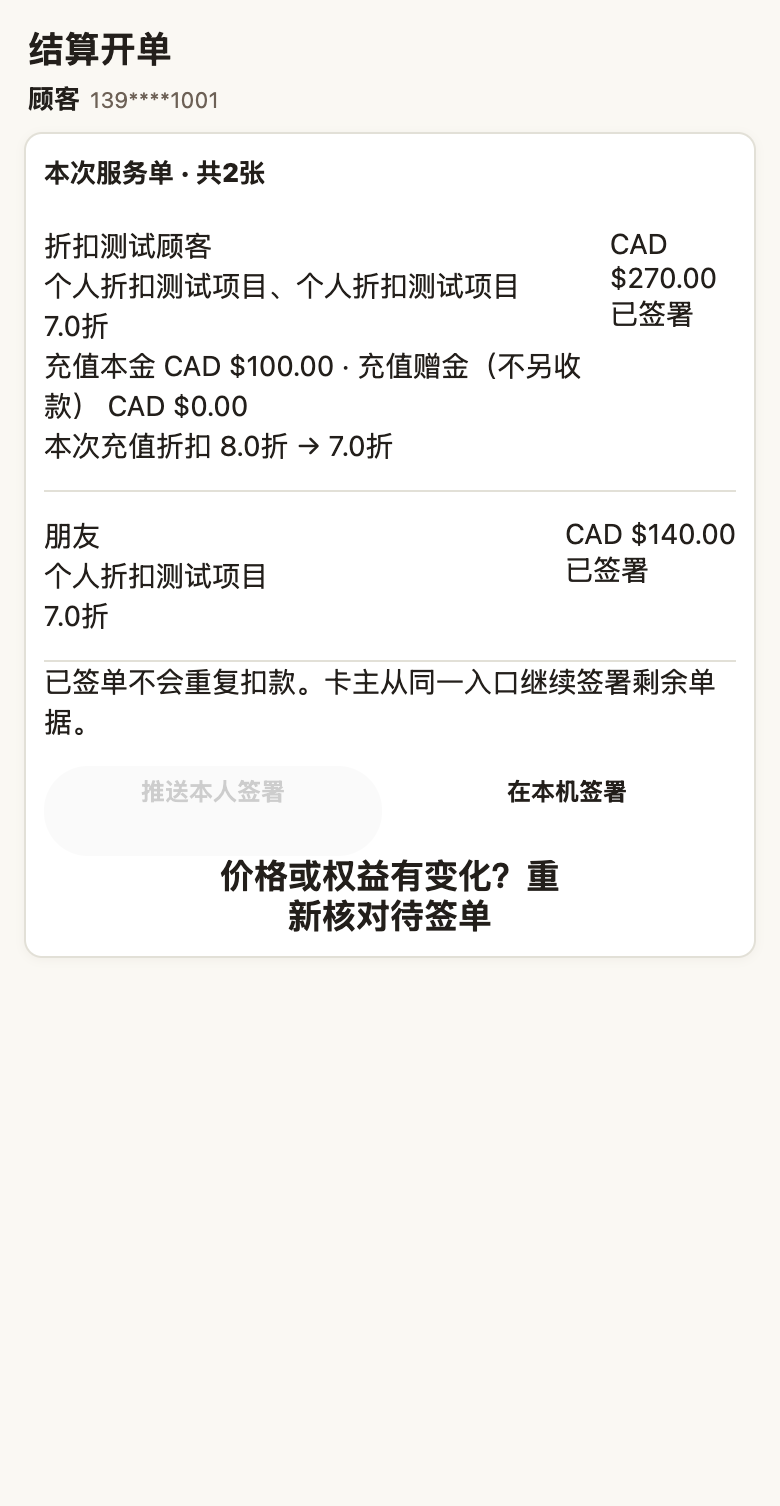 结算开单
顾客 139****1001
本次服务单 · 共2张
折扣测试顾客
个人折扣测试项目、个人折扣测试项目
7.0折
充值本金 CAD $100.00 · 充值赠金（不另收
款） CAD $0.00
本次充值折扣 8.0折 → 7.0折
CAD
$270.00
已签署
朋友
个人折扣测试项目
7.0折
CAD $140.00
已签署
已签单不会重复扣款。卡主从同一入口继续签署剩余单
据。
推送本人签署
在本机签署
价格或权益有变化？重
新核对待签单